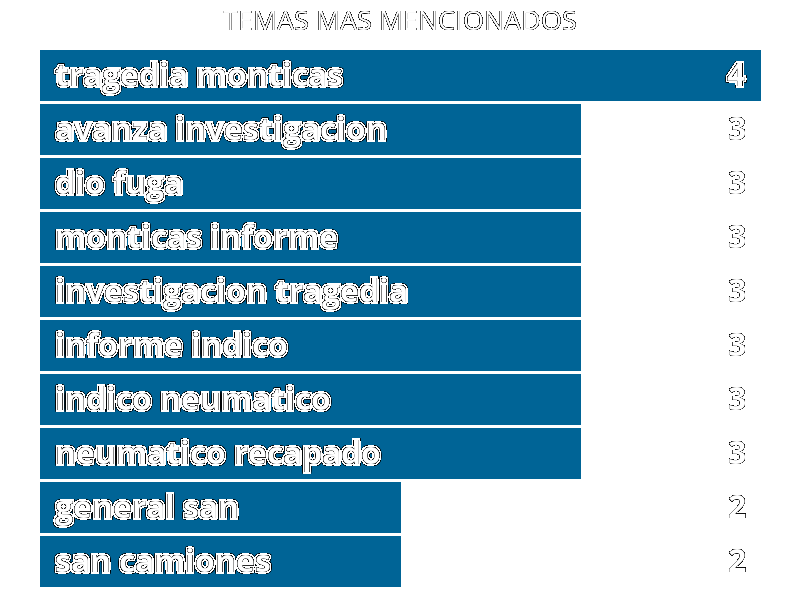 TEMAS MAS MENCIONADOS
tragedia monticas 4
avanza investigacion 3
dio fuga 3
monticas informe 3
investigacion tragedia 3
informe indico 3
indico neumatico 3
neumatico recapado 3
general san 2
san camiones 2